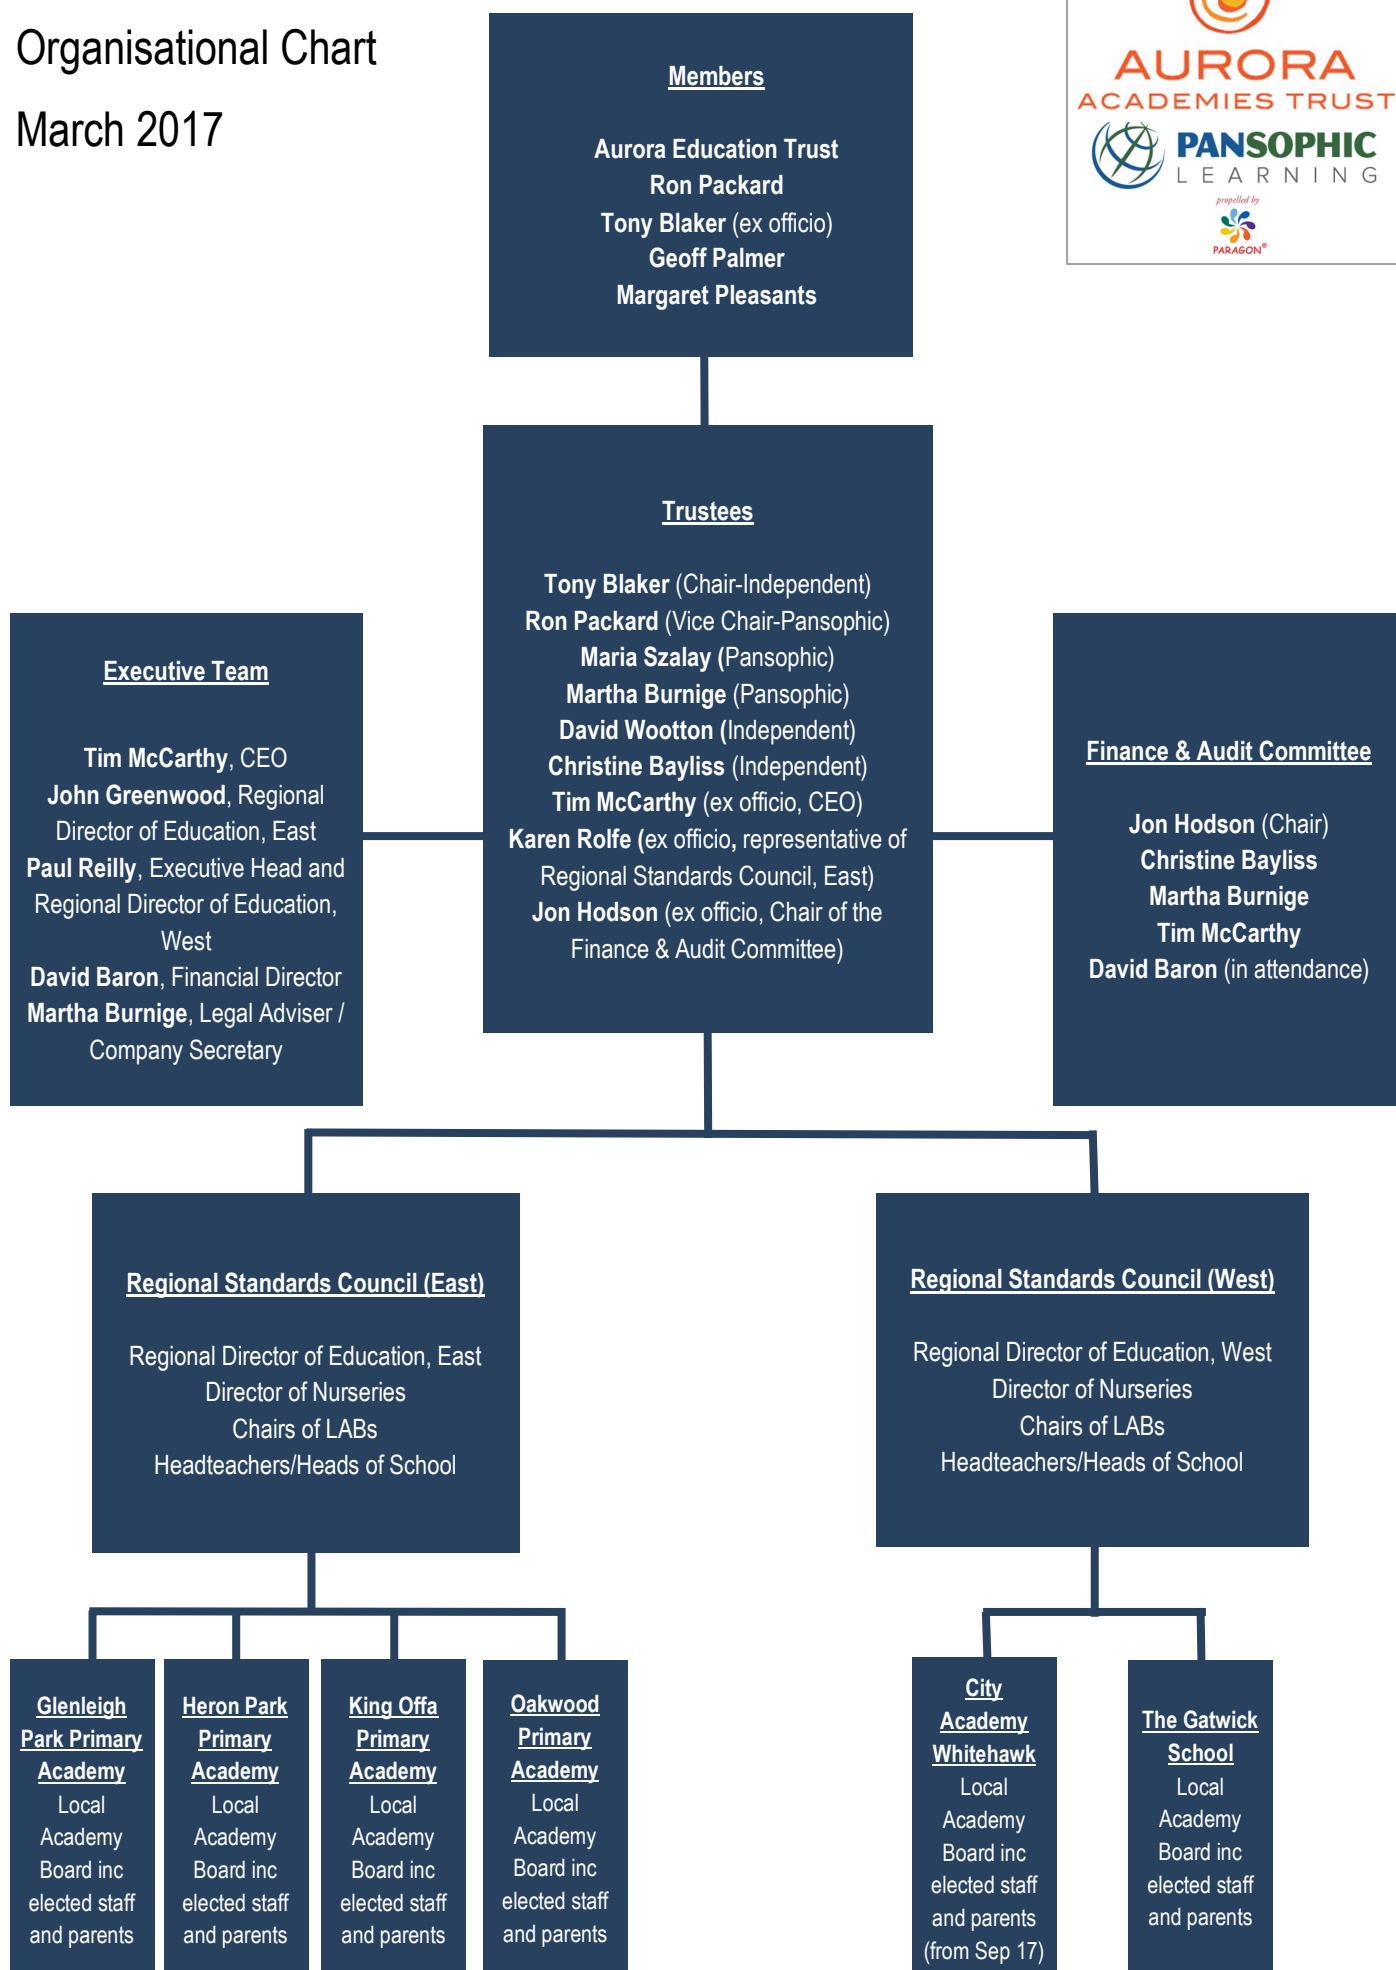 Organisational Chart
March 2017
AURORA
ACADEMIES TRUST
PANSOPHIC
LEARNING
propelled by
PARAGON®
Members
Aurora Education Trust
Ron Packard
Tony Blaker (ex officio)
Geoff Palmer
Margaret Pleasants
Trustees
Tony Blaker (Chair-Independent)
Ron Packard (Vice Chair-Pansophic)
Maria Szalay (Pansophic)
Martha Burnige (Pansophic)
David Wootton (Independent)
Christine Bayliss (Independent)
Tim McCarthy (ex officio, CEO)
Karen Rolfe (ex officio, representative of
Regional Standards Council, East)
Jon Hodson (ex officio, Chair of the
Finance & Audit Committee)
Executive Team
Tim McCarthy, CEO
John Greenwood, Regional
Director of Education, East
Paul Reilly, Executive Head and
Regional Director of Education,
West
David Baron, Financial Director
Martha Burnige, Legal Adviser /
Company Secretary
Finance & Audit Committee
Jon Hodson (Chair)
Christine Bayliss
Martha Burnige
Tim McCarthy
David Baron (in attendance)
Regional Standards Council (East)
Regional Director of Education, East
Director of Nurseries
Chairs of LABs
Headteachers/Heads of School
Regional Standards Council (West)
Regional Director of Education, West
Director of Nurseries
Chairs of LABs
Headteachers/Heads of School
Glenleigh
Park Primary
Academy
Local
Academy
Board inc
elected staff
and parents
Heron Park
Primary
Academy
Local
Academy
Board inc
elected staff
and parents
King Offa
Primary
Academy
Local
Academy
Board inc
elected staff
and parents
Oakwood
Primary
Academy
Local
Academy
Board inc
elected staff
and parents
City
Academy
Whitehawk
Local
Academy
Board inc
elected staff
and parents
(from Sep 17)
The Gatwick
School
Local
Academy
Board inc
elected staff
and parents